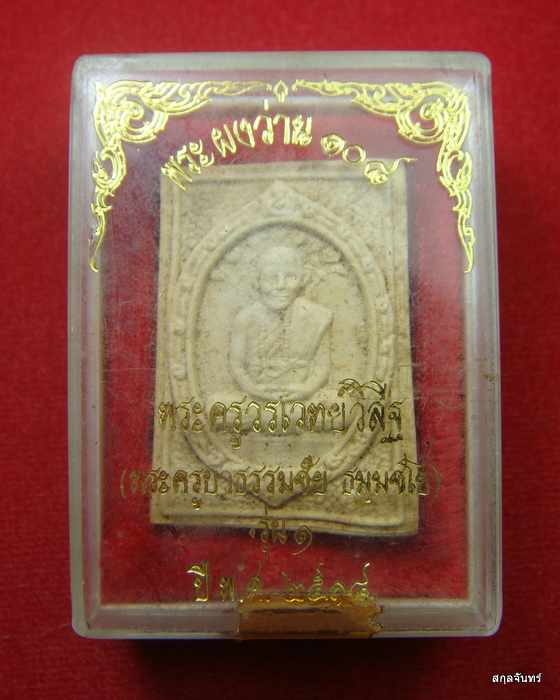 พระผงว่าน ๑๐๘
พระครูวรเวตย์วิสิฐ
(พระครูบาธรรมชัย ธมฺมชโย)
รุ่น ๑
ปี พ.ศ. ๒๕๑๘
สกุลจันทร์